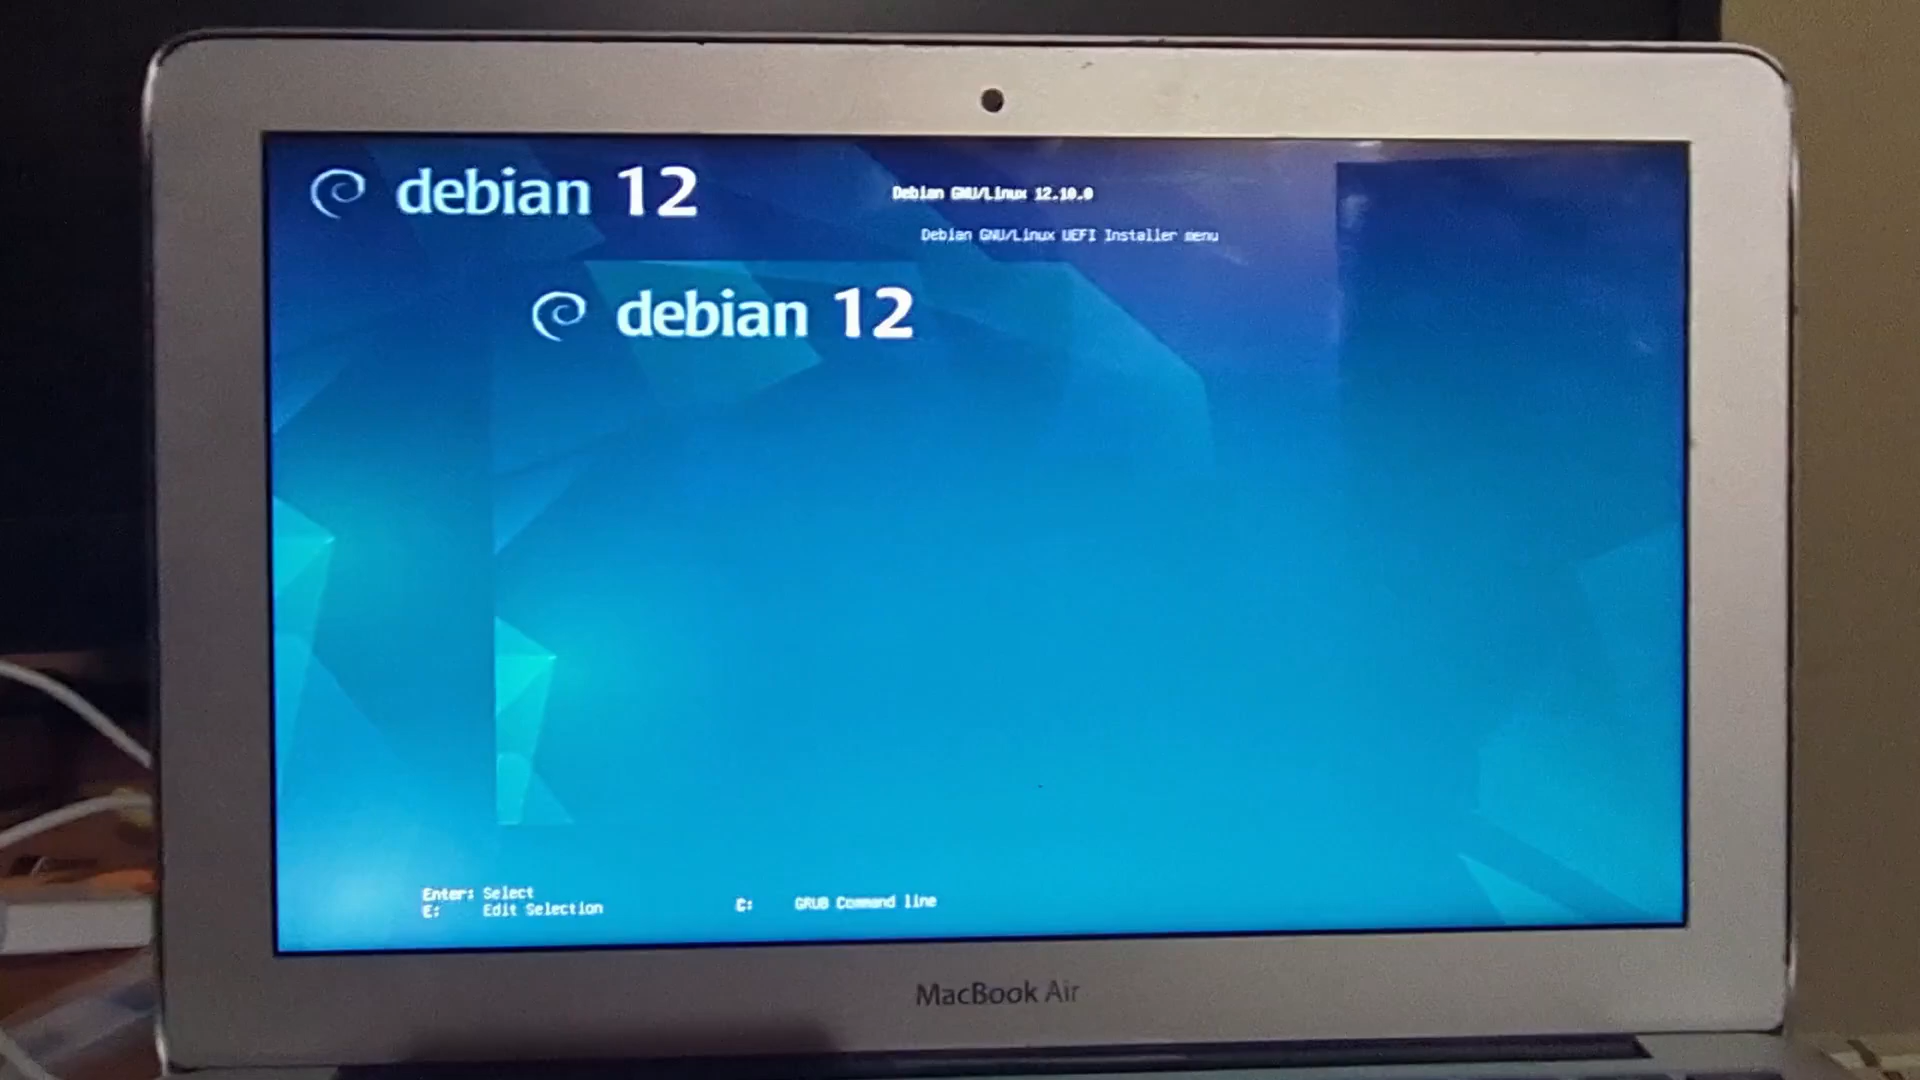 debian 12
Debian GNU/Linux 12.10.0
Debian GNU/Linux UEFI Installer menu
debian 12
Enter: Select
E: Edit Selection
C: GRUB Command line
MacBook Air